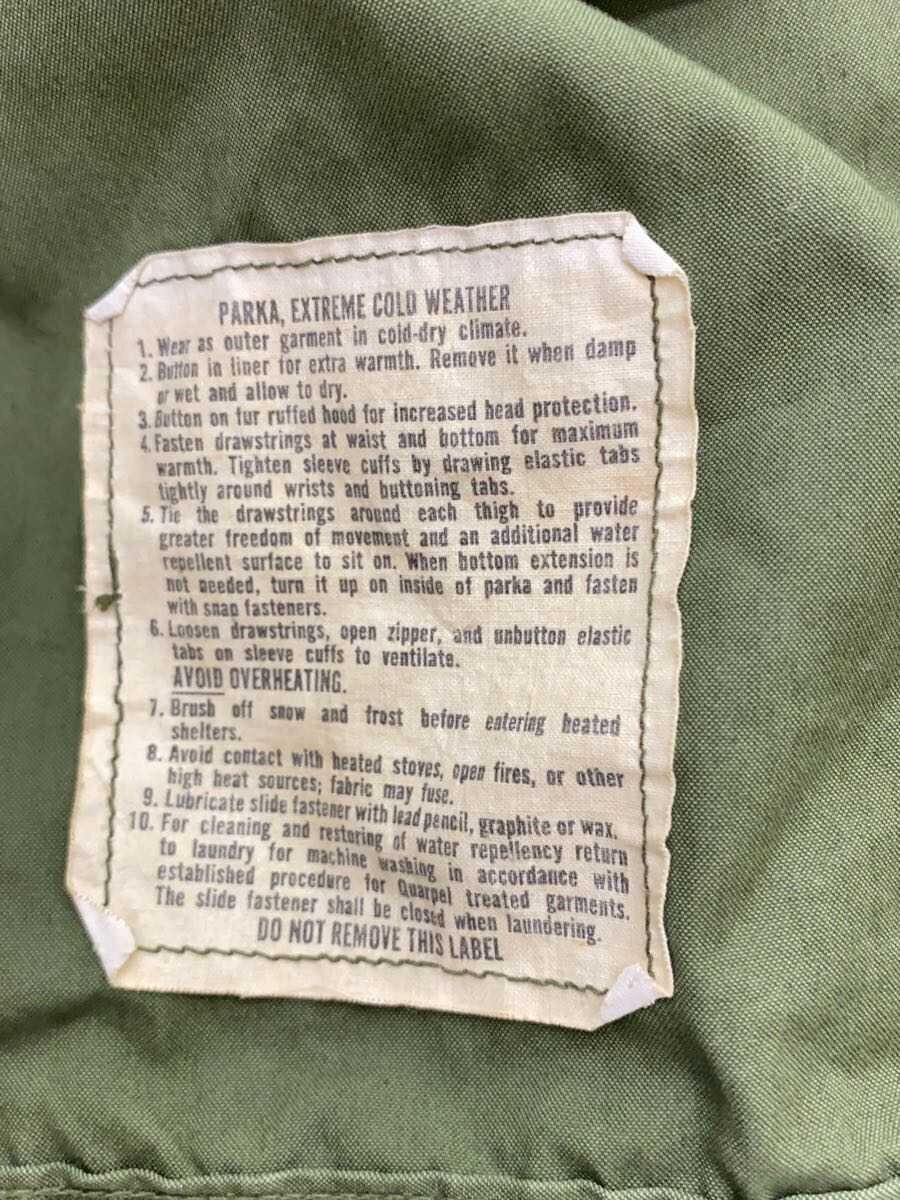 PARKA, EXTREME COLD WEATHER
1. Wear as outer garment in cold-dry climate.
2. Button in liner for extra warmth. Remove it when damp
or wet and allow to dry.
3. Button on fur ruffed hood for increased head protection.
4. Fasten drawstrings at waist and bottom for maximum
warmth. Tighten sleeve cuffs by drawing elastic tabs
tightly around wrists and buttoning tabs.
5. Tie the drawstrings around each thigh to provide
greater freedom of movement and an additional water
repellent surface to sit on. When bottom extension is
not needed, turn it up on inside of parka and fasten
with snap fasteners.
6. Loosen drawstrings, open zipper, and unbutton elastic
tabs on sleeve cuffs to ventilate.
AVOID OVERHEATING.
7. Brush off snow and frost before entering heated
shelters.
8. Avoid contact with heated stoves, open fires, or other
high heat sources; fabric may fuse.
9. Lubricate slide fastener with lead pencil, graphite or wax.
10. For cleaning and restoring of water repellency return
to laundry for machine washing in accordance with
established procedure for Quarpel treated garments.
The slide fastener shall be closed when laundering.
DO NOT REMOVE THIS LABEL